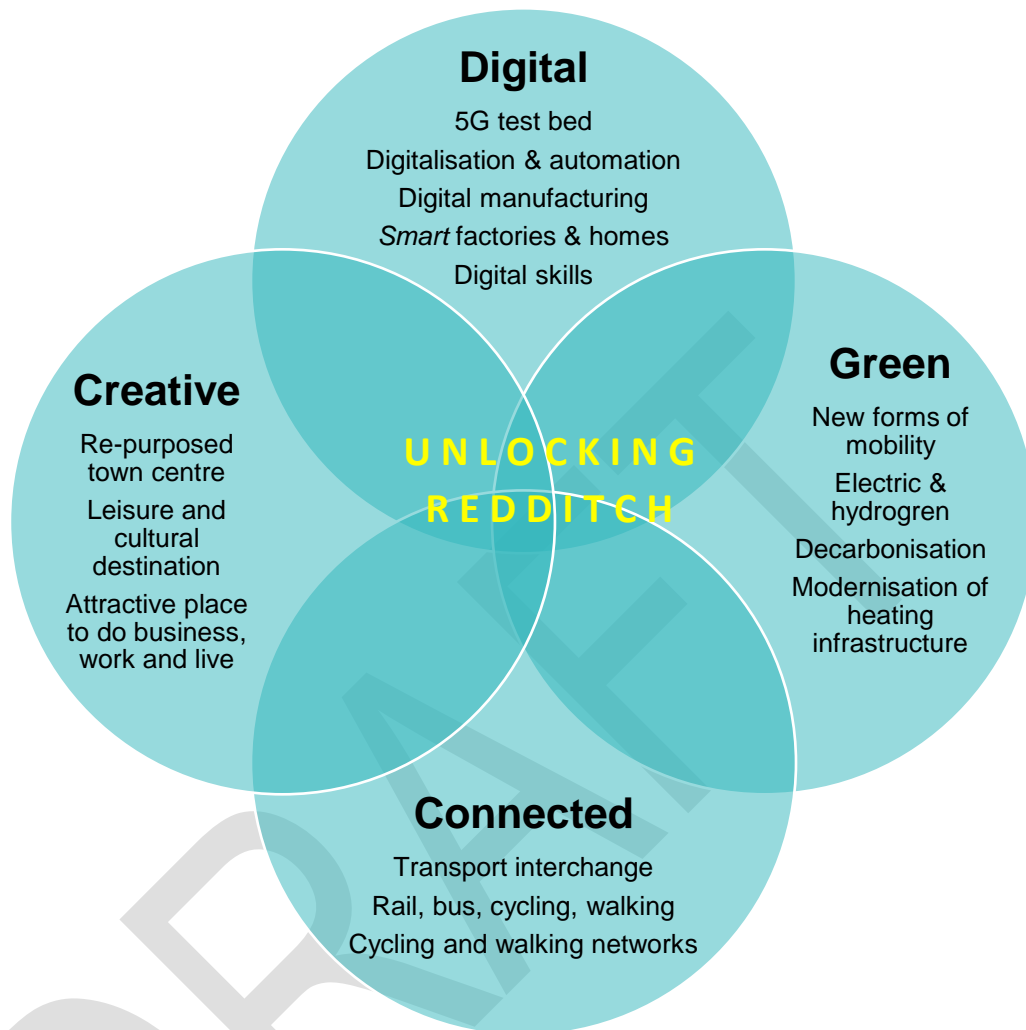 Digital
5G test bed
Digitalisation & automation
Digital manufacturing
Smart factories & homes
Digital skills
Creative
Re-purposed
town centre
Leisure and
cultural
destination
Attractive place
to do business,
work and live
UNLOCKING
REDDITCH
Green
New forms of
mobility
Electric &
hydrogren
Decarbonisation
Modernisation of
heating
infrastructure
Connected
Transport interchange
Rail, bus, cycling, walking
Cycling and walking networks
DRAFT